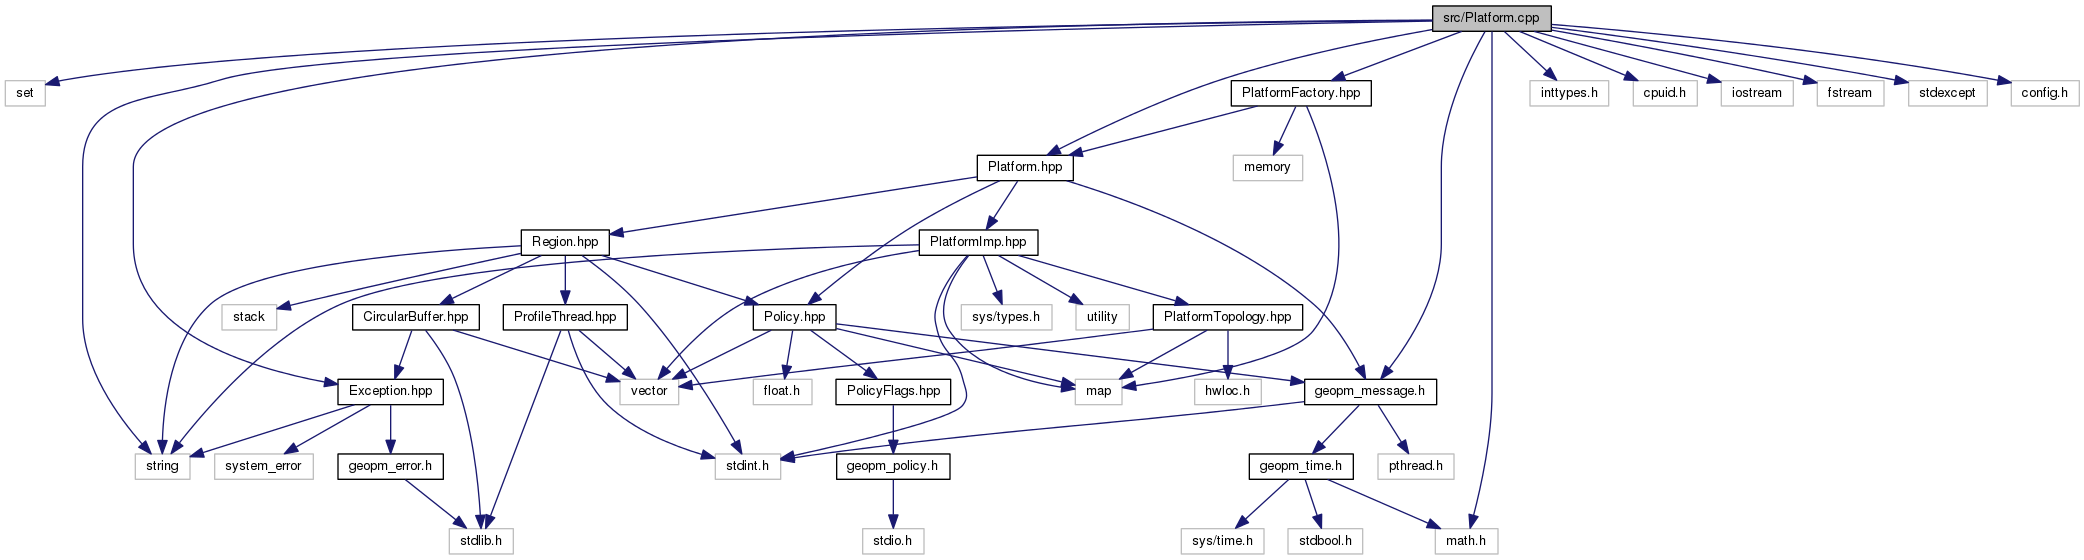 src/Platform.cpp
set
PlatformFactory.hpp
inttypes.h
cpuid.h
iostream
fstream
stdexcept
config.h
Platform.hpp
memory
Region.hpp
PlatformImp.hpp
stack
CircularBuffer.hpp
ProfileThread.hpp
Policy.hpp
sys/types.h
utility
PlatformTopology.hpp
Exception.hpp
vector
float.h
PolicyFlags.hpp
map
hwloc.h
geopm_message.h
string
system_error
geopm_error.h
stdint.h
geopm_policy.h
geopm_time.h
pthread.h
stdlib.h
stdio.h
sys/time.h
stdbool.h
math.h